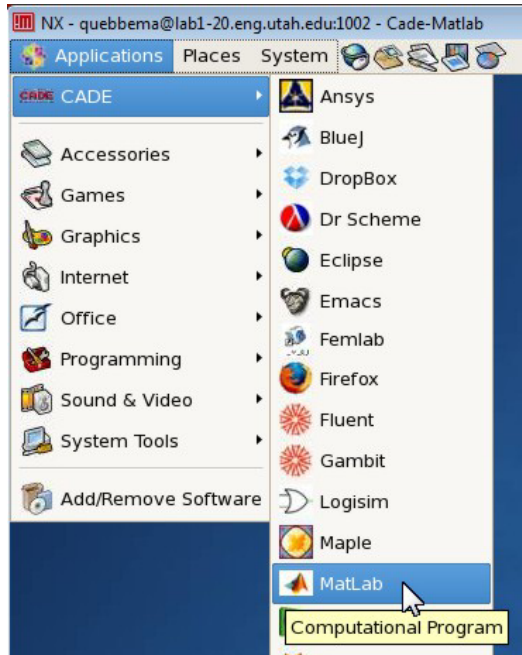 NX - quebbema@lab1-20.eng.utah.edu:1002 - Cade-Matlab
Applications Places System
CADE CADE
Accessories
Games
Graphics
Internet
Office
Programming
Sound & Video
System Tools
Add/Remove Software
Ansys
BlueJ
DropBox
Dr Scheme
Eclipse
Emacs
Femlab
Firefox
Fluent
Gambit
Logisim
Maple
MatLab
Computational Program